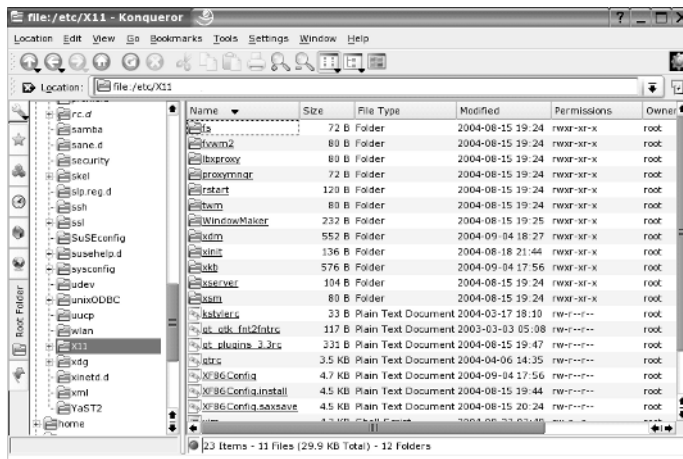 file:/etc/X11 - Konqueror
Location Edit View Go Bookmarks Tools Settings Window Help
Location: file:/etc/X11
Root Folder
rc.d
samba
sane.d
security
skel
slp.reg.d
ssh
ssl
SuSEconfig
susehelp.d
sysconfig
udev
unixODBC
uucp
wlan
X11
xdg
xinetd.d
xml
YaST2
home
Name Size File Type Modified Permissions Owner
fs 72 B Folder 2004-08-15 19:24 rwxr-xr-x root
fvwm2 80 B Folder 2004-08-15 19:24 rwxr-xr-x root
lbxproxy 80 B Folder 2004-08-15 19:24 rwxr-xr-x root
proxymngr 72 B Folder 2004-08-15 19:24 rwxr-xr-x root
rstart 120 B Folder 2004-08-15 19:24 rwxr-xr-x root
twm 80 B Folder 2004-08-15 19:24 rwxr-xr-x root
WindowMaker 232 B Folder 2004-08-15 19:25 rwxr-xr-x root
xdm 552 B Folder 2004-09-04 18:27 rwxr-xr-x root
xinit 136 B Folder 2004-08-18 21:44 rwxr-xr-x root
xkb 576 B Folder 2004-09-04 17:56 rwxr-xr-x root
xserver 104 B Folder 2004-08-15 19:24 rwxr-xr-x root
xsm 80 B Folder 2004-08-15 19:24 rwxr-xr-x root
kstylerc 33 B Plain Text Document 2004-03-17 18:10 rw-r--r-- root
qt_gtk_fnt2fntrc 117 B Plain Text Document 2003-03-03 05:08 rw-r--r-- root
qt_plugins_3.3rc 331 B Plain Text Document 2004-08-15 19:47 rw-r--r-- root
qtrc 3.5 KB Plain Text Document 2004-04-06 14:35 rw-r--r-- root
XF86Config 4.7 KB Plain Text Document 2004-09-04 17:56 rw-r--r-- root
XF86Config.install 4.5 KB Plain Text Document 2004-08-15 19:44 rw-r--r-- root
XF86Config.saxsave 4.5 KB Plain Text Document 2004-08-15 20:24 rw-r--r-- root
23 Items - 11 Files (29.9 KB Total) - 12 Folders